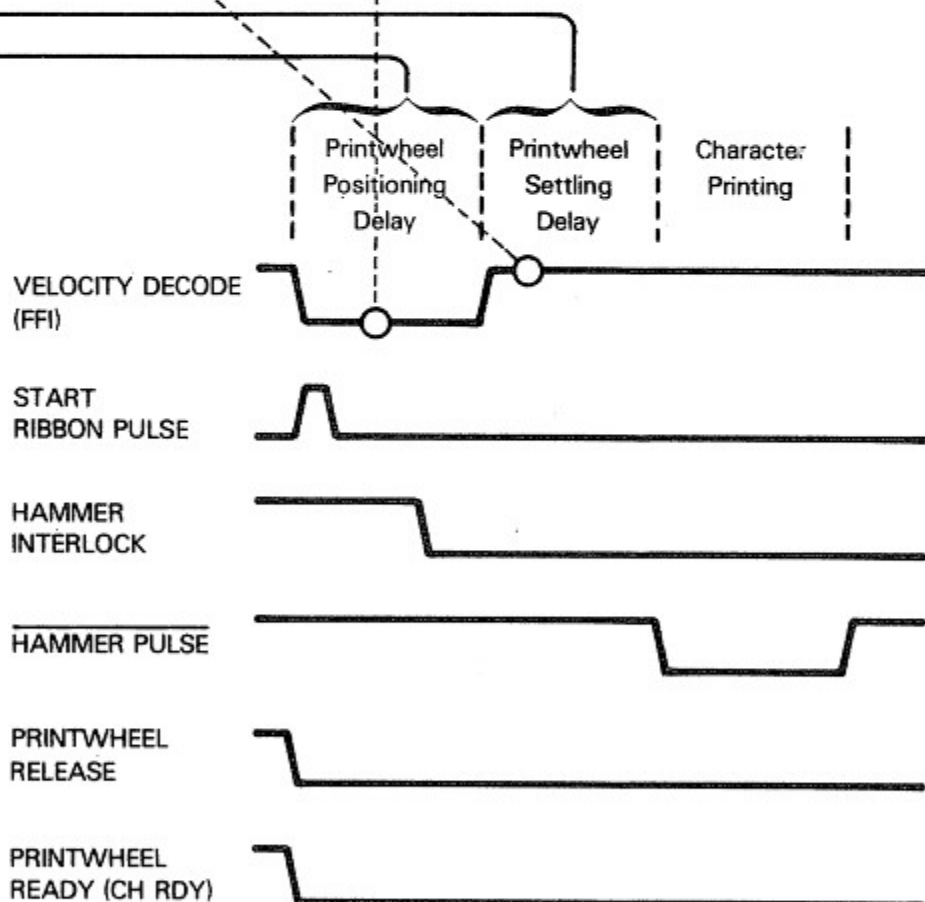 Printwheel
Positioning
Delay
Printwheel
Settling
Delay
Character
Printing
VELOCITY DECODE
(FFI)
START
RIBBON PULSE
HAMMER
INTERLOCK
HAMMER PULSE
PRINTWHEEL
RELEASE
PRINTWHEEL
READY (CH RDY)